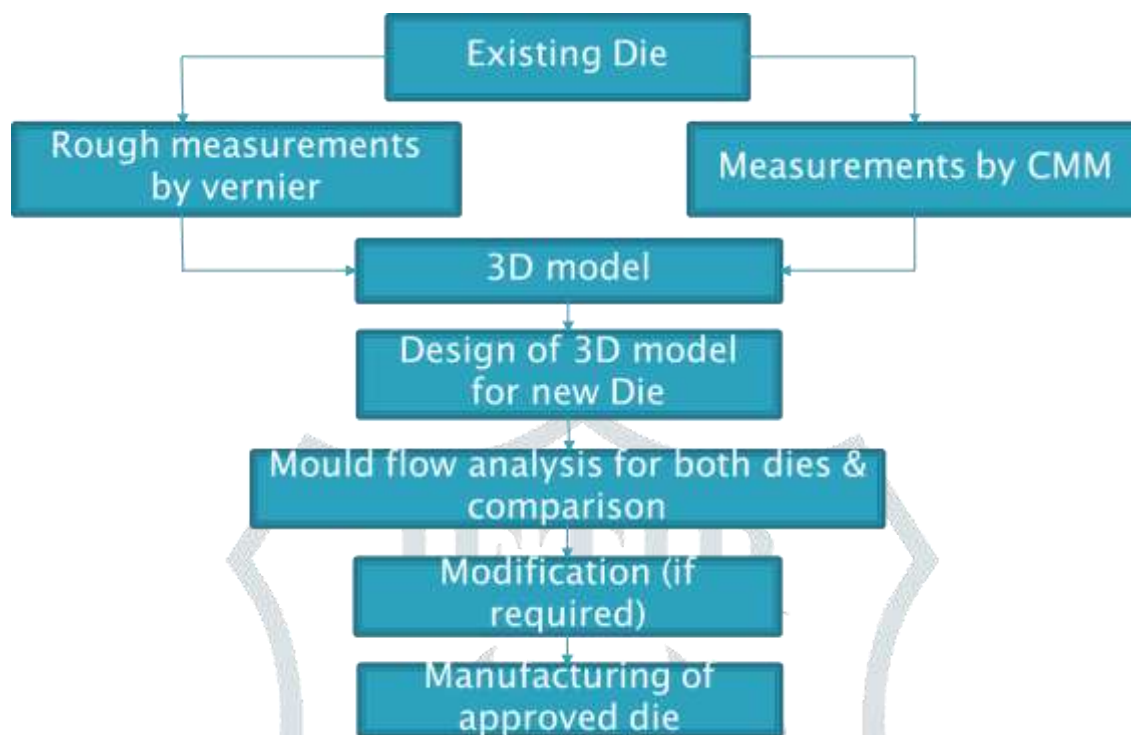 Existing Die
Rough measurements
by vernier
Measurements by CMM
3D model
Design of 3D model
for new Die
Mould flow analysis for both dies &
comparison
JETIR
Modification (if
required)
Manufacturing of
approved die